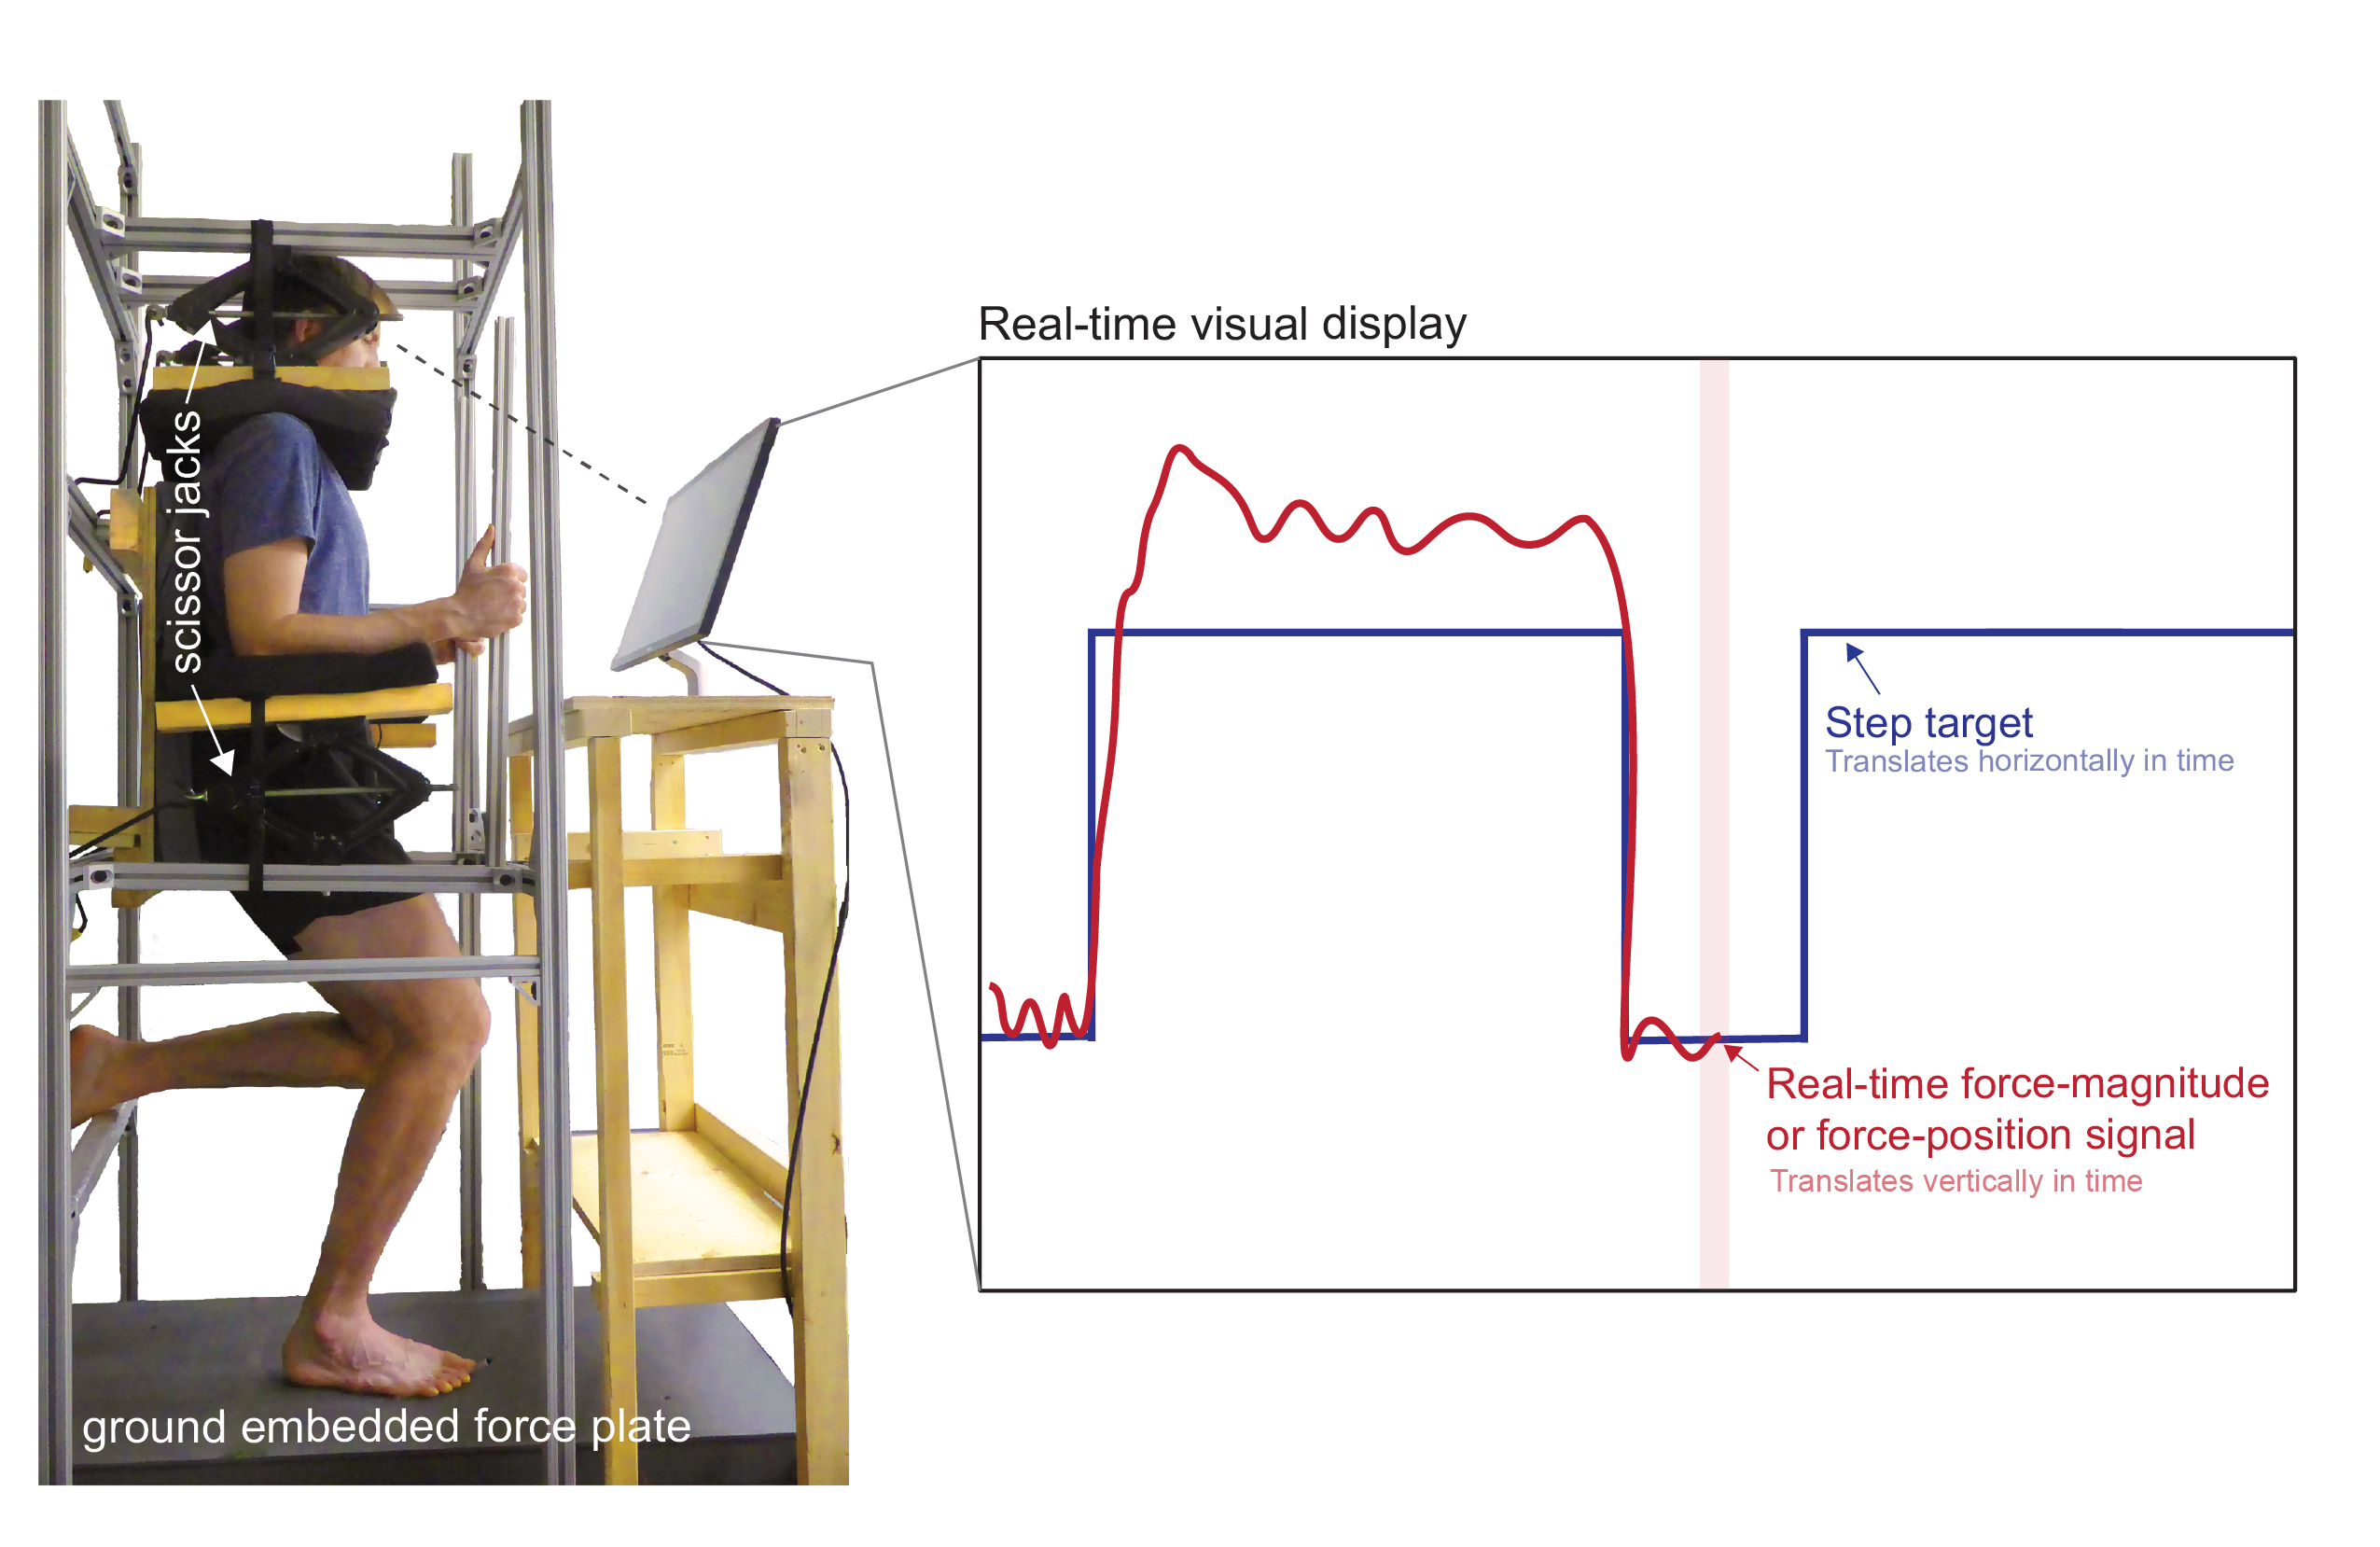 scissor jacks
ground embedded force plate
Real-time visual display
Step target
Translates horizontally in time
Real-time force-magnitude
or force-position signal
Translates vertically in time